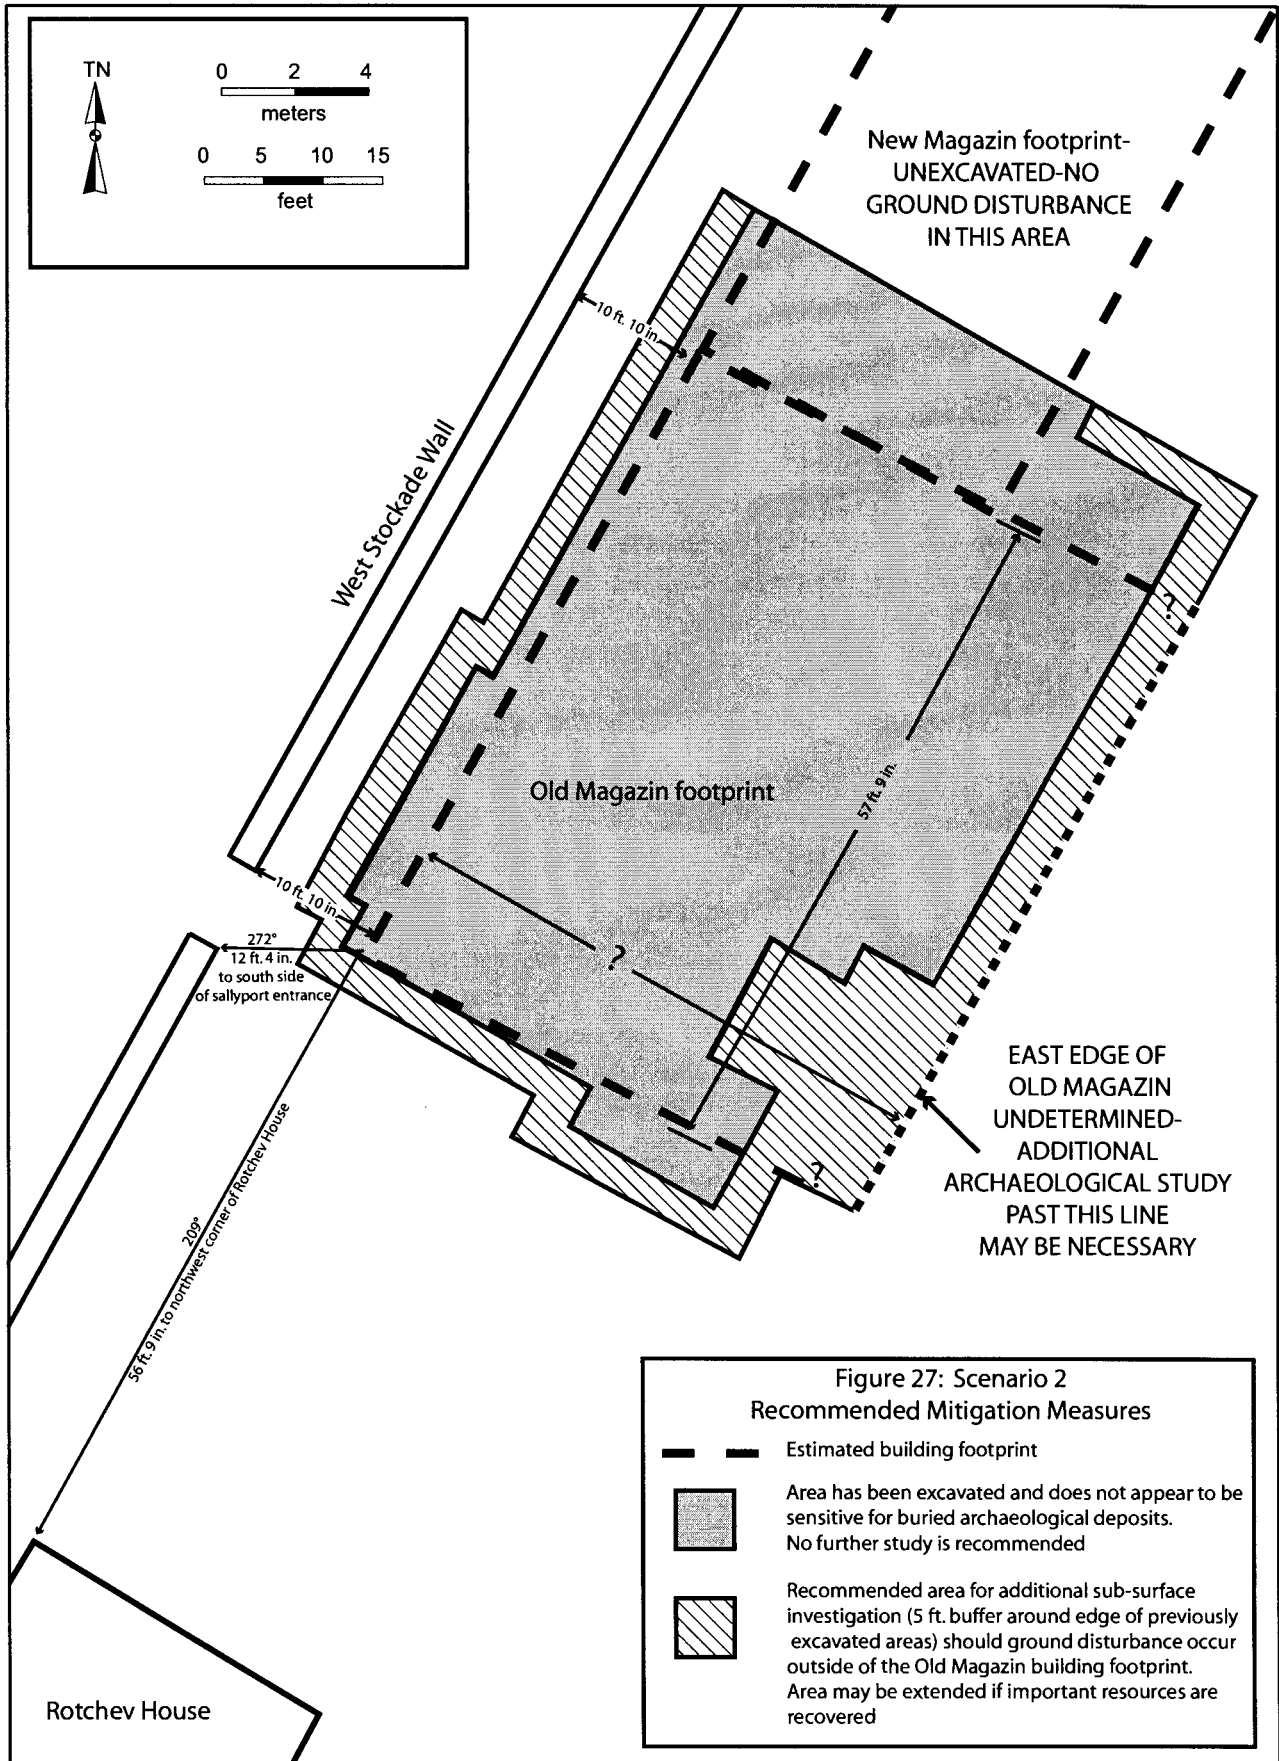 TN
0 2 4
meters
0 5 10 15
feet
New Magazin footprint-
UNEXCAVATED-NO
GROUND DISTURBANCE
IN THIS AREA
10 ft. 10 in.
West Stockade Wall
?
Old Magazin footprint
57 ft. 9 in.
10 ft. 10 in.
?
272°
12 ft. 4 in.
to south side
of sallyport entrance
EAST EDGE OF
OLD MAGAZIN
UNDETERMINED-
ADDITIONAL
ARCHAEOLOGICAL STUDY
PAST THIS LINE
MAY BE NECESSARY
?
209°
56 ft. 9 in. to northwest corner of Rotchev House
Figure 27: Scenario 2
Recommended Mitigation Measures
Estimated building footprint
Area has been excavated and does not appear to be
sensitive for buried archaeological deposits.
No further study is recommended
Recommended area for additional sub-surface
investigation (5 ft. buffer around edge of previously
excavated areas) should ground disturbance occur
outside of the Old Magazin building footprint.
Area may be extended if important resources are
recovered
Rotchev House